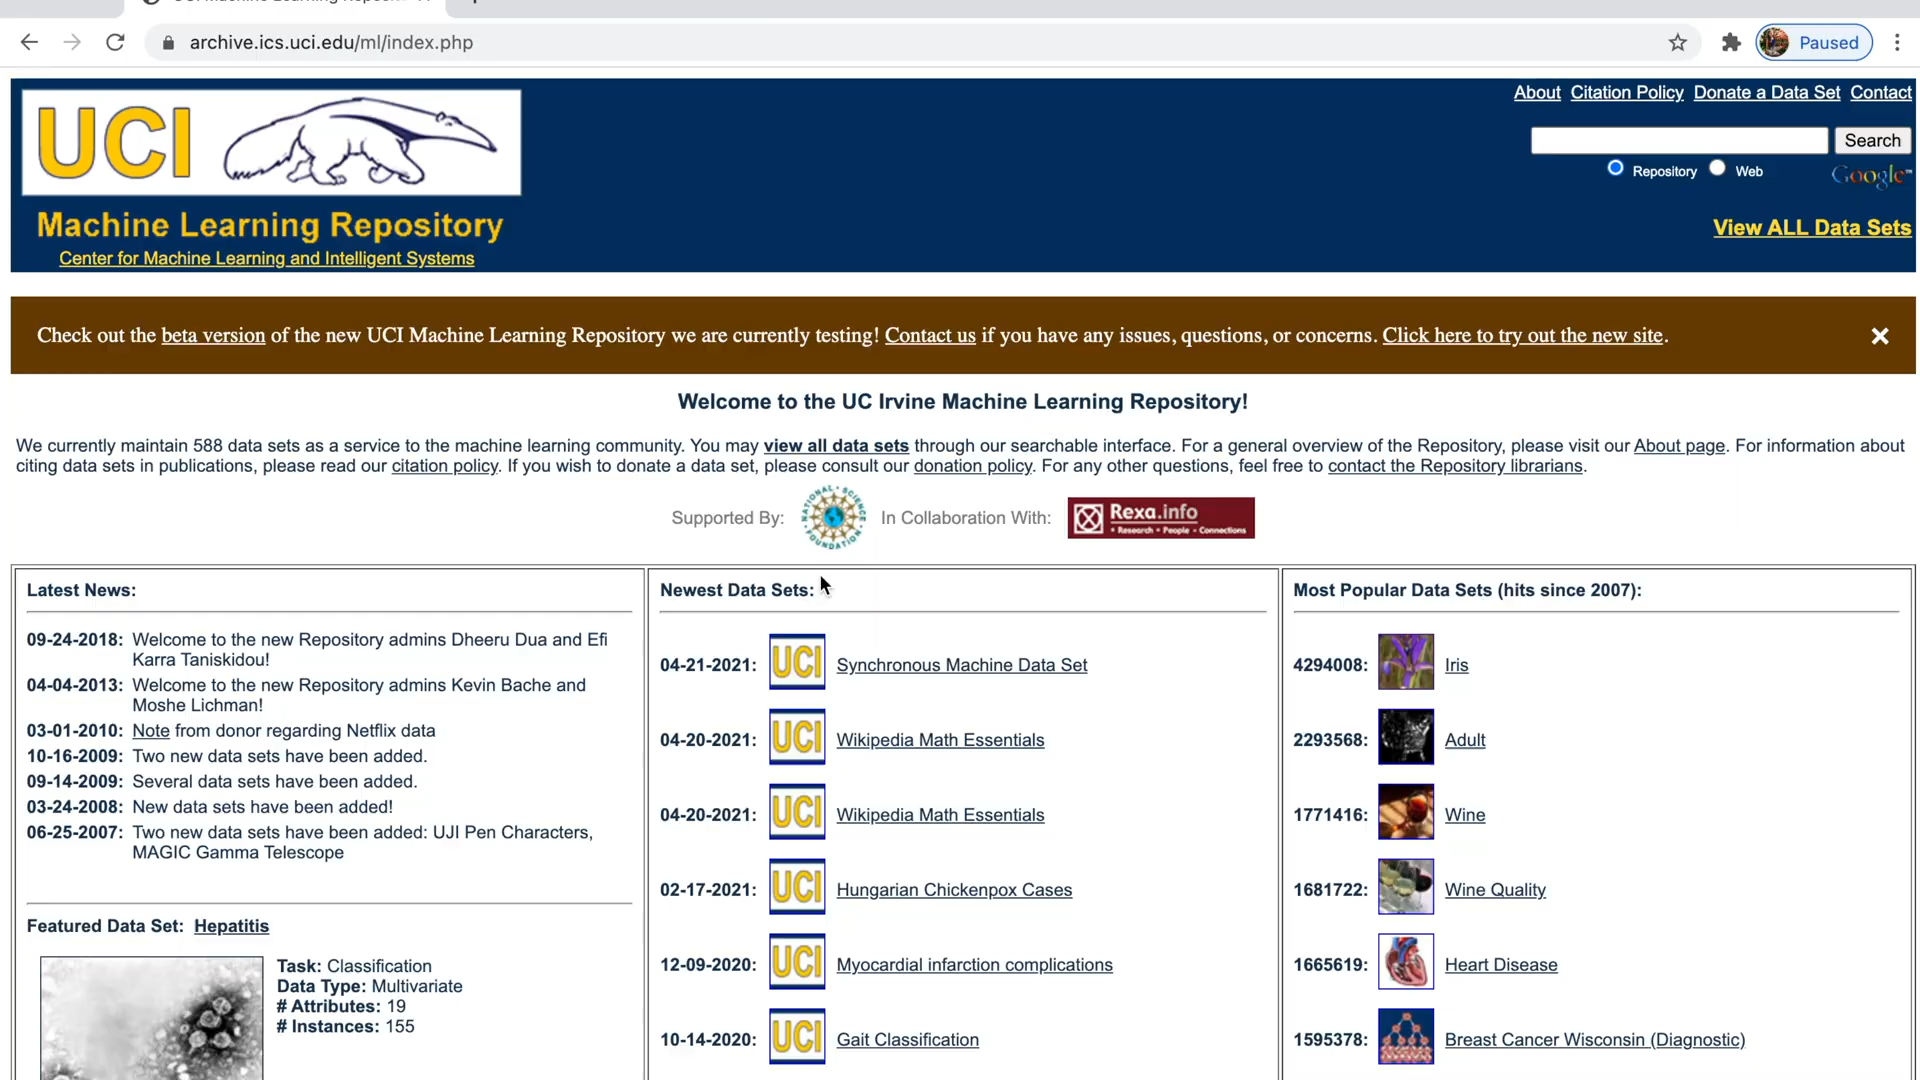 archive.ics.uci.edu/ml/index.php
Paused
UCI
About Citation Policy Donate a Data Set Contact
Search
Repository Web Google™
Machine Learning Repository
View ALL Data Sets
Center for Machine Learning and Intelligent Systems
Check out the beta version of the new UCI Machine Learning Repository we are currently testing! Contact us if you have any issues, questions, or concerns. Click here to try out the new site.
Welcome to the UC Irvine Machine Learning Repository!
We currently maintain 588 data sets as a service to the machine learning community. You may view all data sets through our searchable interface. For a general overview of the Repository, please visit our About page. For information about
citing data sets in publications, please read our citation policy. If you wish to donate a data set, please consult our donation policy. For any other questions, feel free to contact the Repository librarians.
Supported By:
NATIONAL SCIENCE FOUNDATION
In Collaboration With:
Rexa.info
Research • People • Connections
Latest News:
09-24-2018: Welcome to the new Repository admins Dheeru Dua and Efi
Karra Taniskidou!
04-04-2013: Welcome to the new Repository admins Kevin Bache and
Moshe Lichman!
03-01-2010: Note from donor regarding Netflix data
10-16-2009: Two new data sets have been added.
09-14-2009: Several data sets have been added.
03-24-2008: New data sets have been added!
06-25-2007: Two new data sets have been added: UJI Pen Characters,
MAGIC Gamma Telescope
Featured Data Set: Hepatitis
Task: Classification
Data Type: Multivariate
# Attributes: 19
# Instances: 155
Newest Data Sets:
04-21-2021: UCI Synchronous Machine Data Set
04-20-2021: UCI Wikipedia Math Essentials
04-20-2021: UCI Wikipedia Math Essentials
02-17-2021: UCI Hungarian Chickenpox Cases
12-09-2020: UCI Myocardial infarction complications
10-14-2020: UCI Gait Classification
Most Popular Data Sets (hits since 2007):
4294008: Iris
2293568: Adult
1771416: Wine
1681722: Wine Quality
1665619: Heart Disease
1595378: Breast Cancer Wisconsin (Diagnostic)